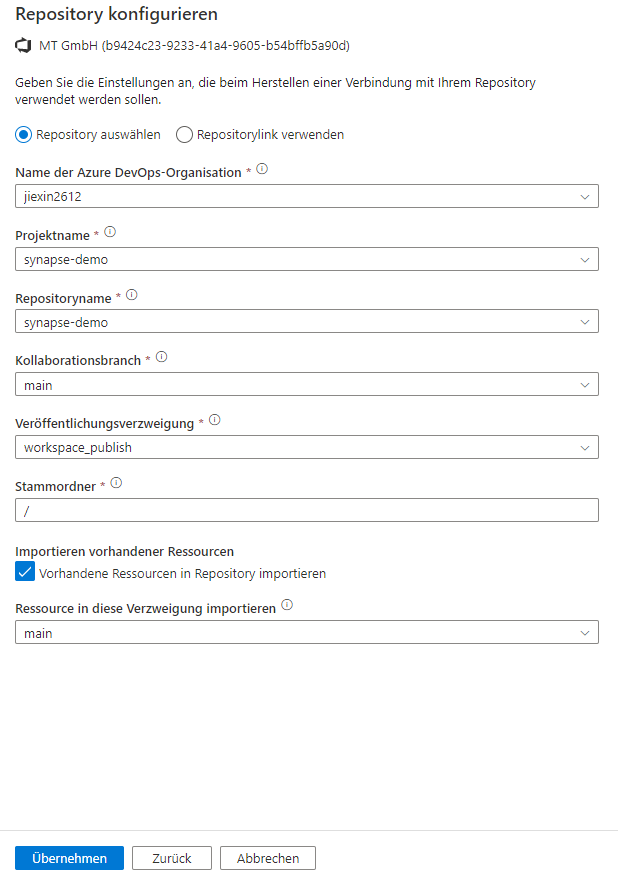 Repository konfigurieren
MT GmbH (b9424c23-9233-41a4-9605-b54bffb5a90d)
Geben Sie die Einstellungen an, die beim Herstellen einer Verbindung mit Ihrem Repository
verwendet werden sollen.
Repository auswählen Repositorylink verwenden
Name der Azure DevOps-Organisation *
jiexin2612
Projektname *
synapse-demo
Repositoryname *
synapse-demo
Kollaborationsbranch *
main
Veröffentlichungsverzweigung *
workspace_publish
Stammordner *
/
Importieren vorhandener Ressourcen
Vorhandene Ressourcen in Repository importieren
Ressource in diese Verzweigung importieren
main
Übernehmen Zurück Abbrechen